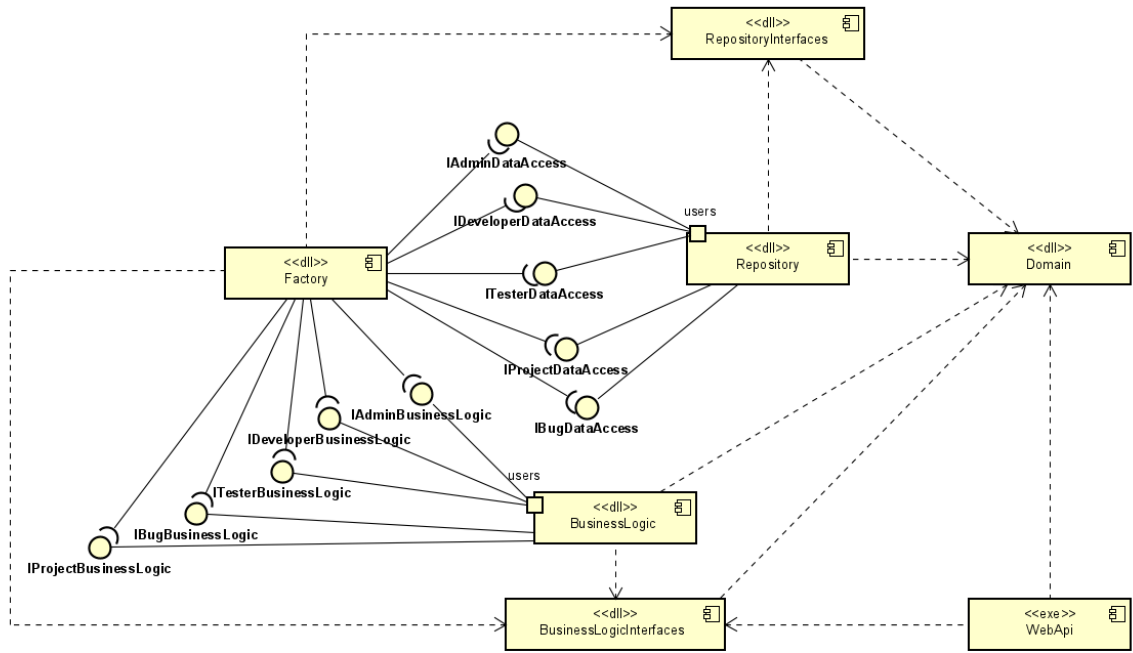 <<dll>>
RepositoryInterfaces
IAdminDataAccess
IDeveloperDataAccess
users
<<dll>>
Factory
<<dll>>
Repository
<<dll>>
Domain
ITesterDataAccess
IProjectDataAccess
IAdminBusinessLogic
IBugDataAccess
IDeveloperBusinessLogic
users
ITesterBusinessLogic
<<dll>>
BusinessLogic
IBugBusinessLogic
IProjectBusinessLogic
<<dll>>
BusinessLogicInterfaces
<<exe>>
WebApi